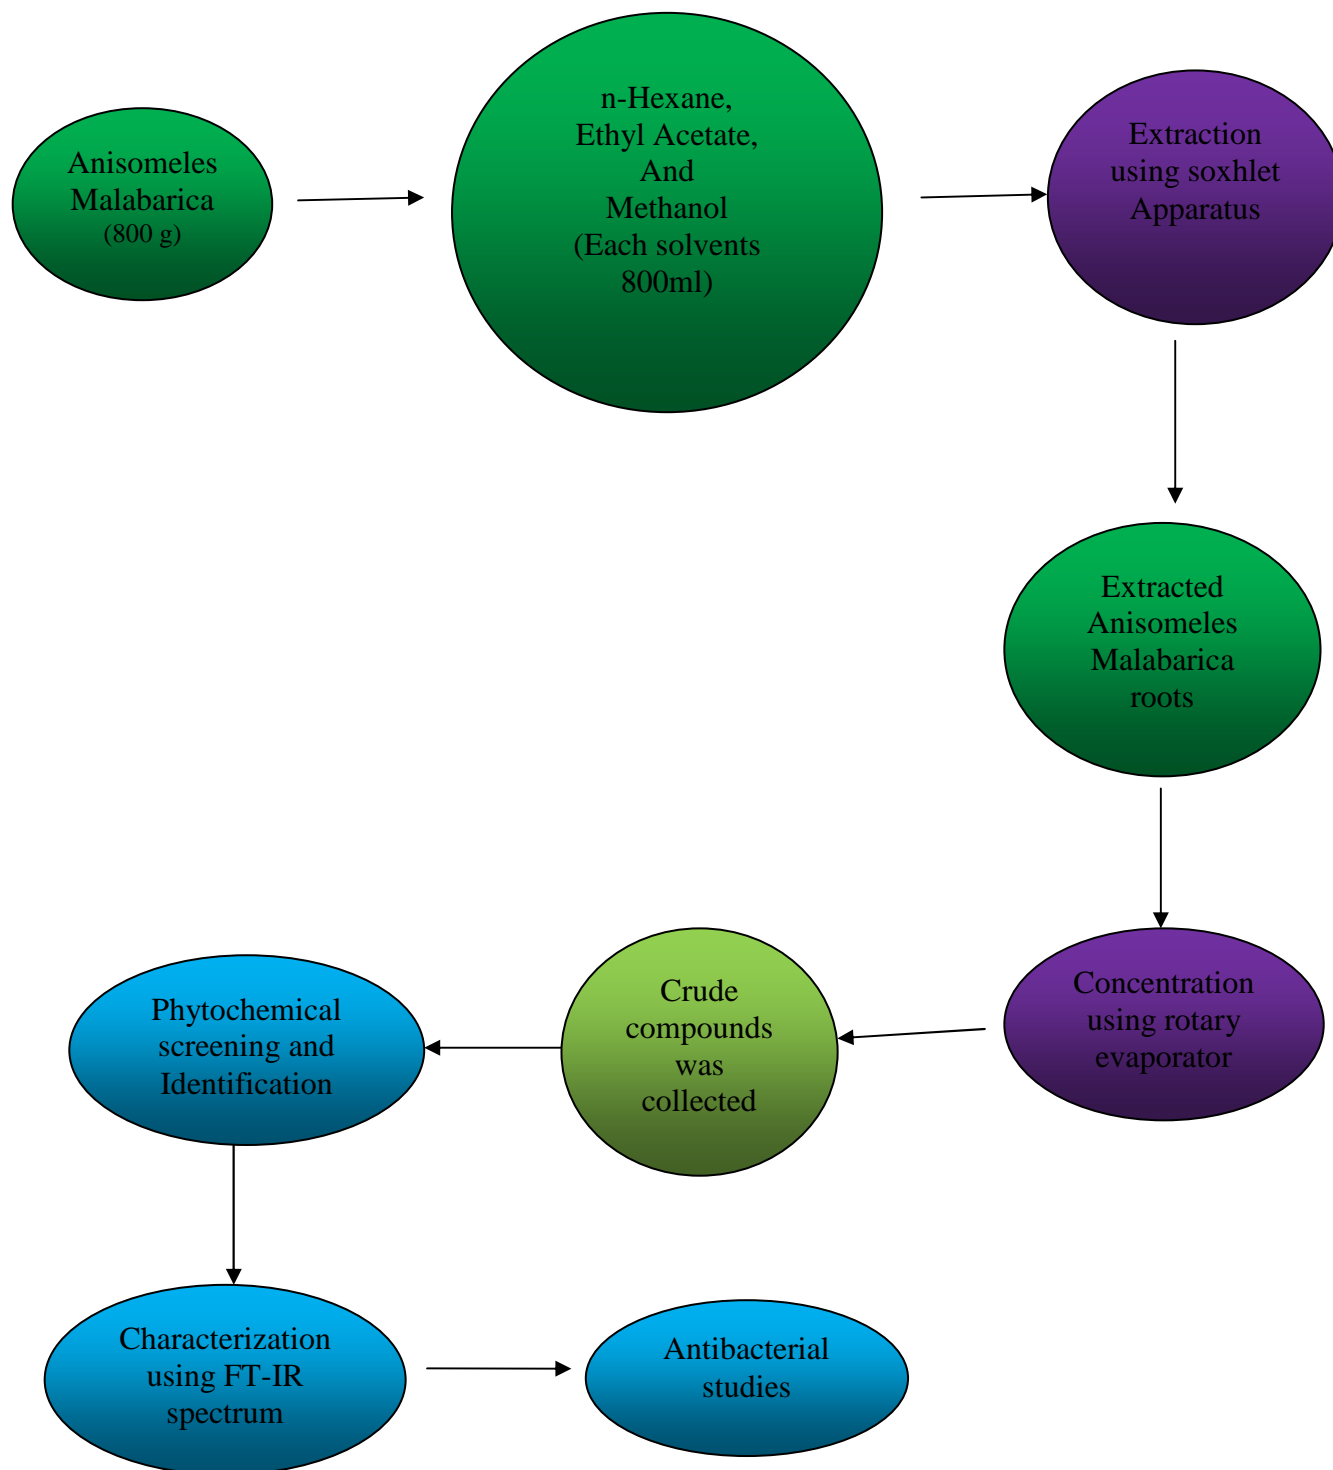 Anisomeles
Malabarica
(800 g)
n-Hexane,
Ethyl Acetate,
And
Methanol
(Each solvents
800ml)
Extraction
using soxhlet
Apparatus
Extracted
Anisomeles
Malabarica
roots
Concentration
using rotary
evaporator
Crude
compounds
was
collected
Phytochemical
screening and
Identification
Characterization
using FT-IR
spectrum
Antibacterial
studies